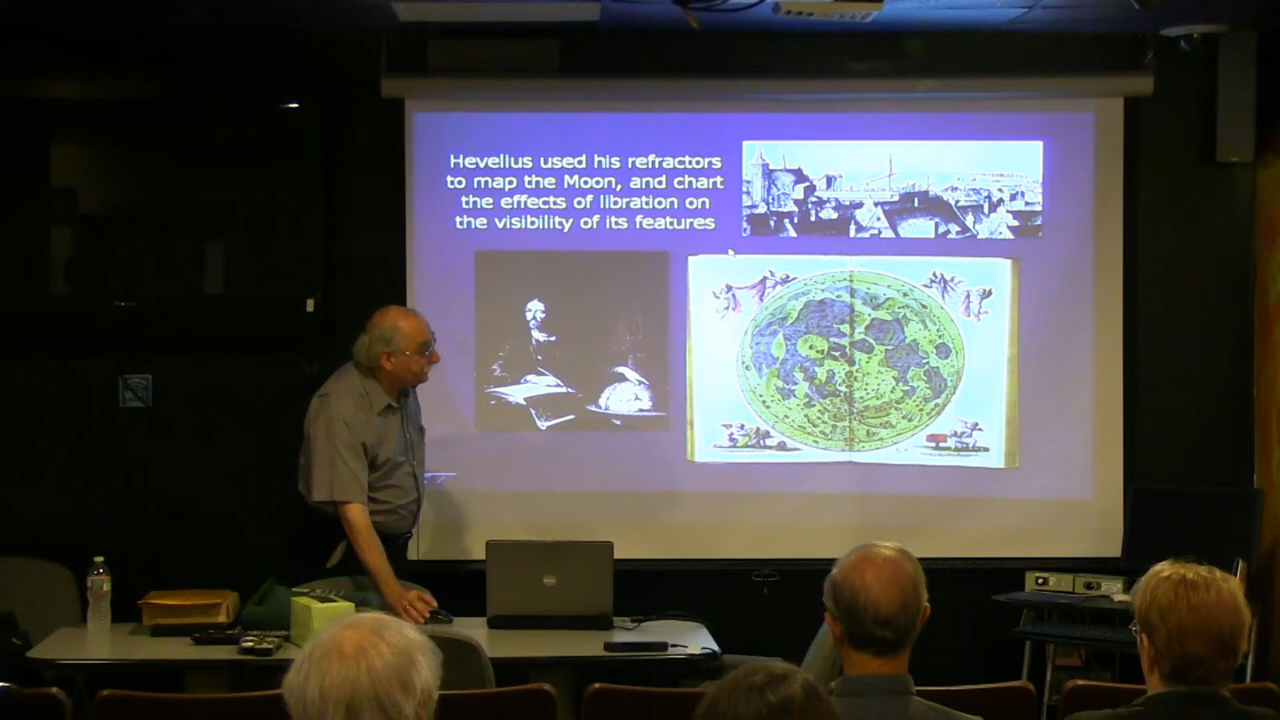 Hevelius used his refractors
to map the Moon, and chart
the effects of libration on
the visibility of its features